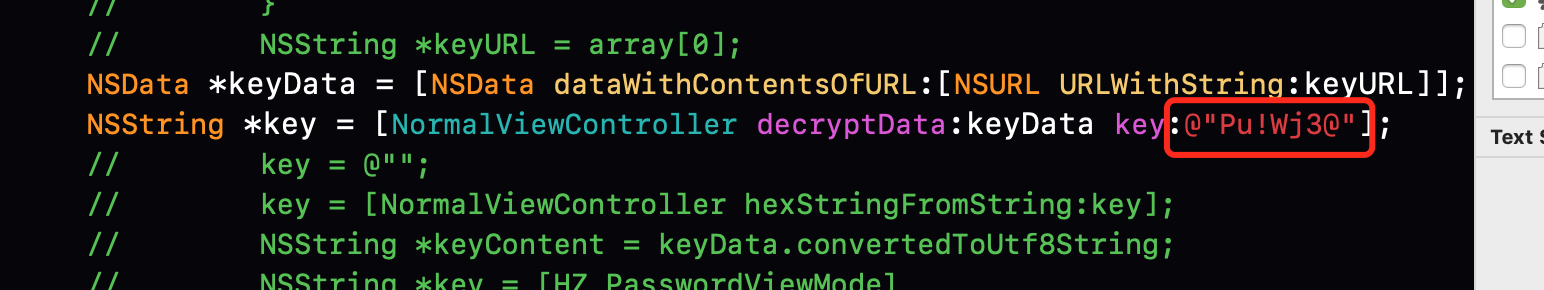 //        }
//        NSString *keyURL = array[0];
NSData *keyData = [NSData dataWithContentsOfURL:[NSURL URLWithString:keyURL]];
NSString *key = [NormalViewController decryptData:keyData key:@"Pu!Wj3@"];
//        key = @"";
//        key = [NormalViewController hexStringFromString:key];
//        NSString *keyContent = keyData.convertedToUtf8String;
//        NSString *key = [HZ_PasswordViewModel
Text S